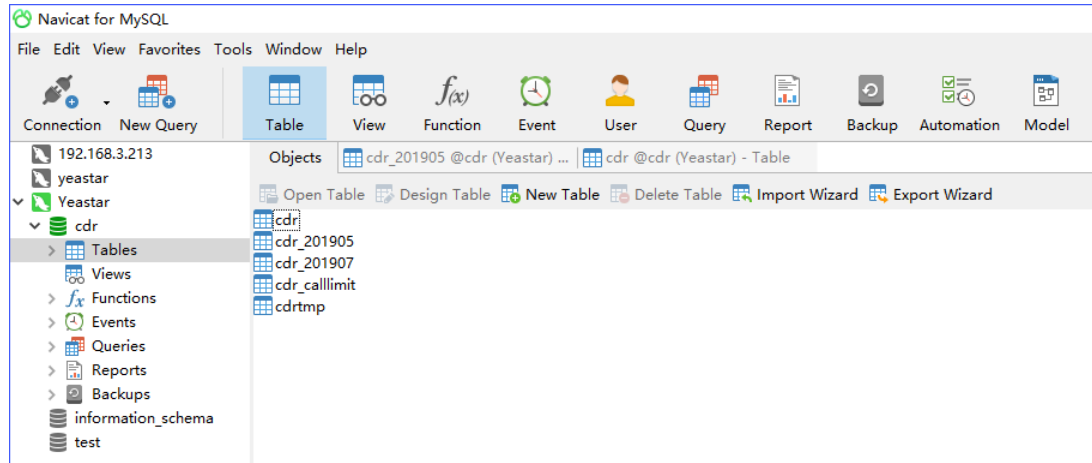 Navicat for MySQL
File Edit View Favorites Tools Window Help
Connection New Query Table View Function Event User Query Report Backup Automation Model
192.168.3.213
yeastar
Yeastar
cdr
Tables
Views
Functions
Events
Queries
Reports
Backups
information_schema
test
Objects cdr_201905 @cdr (Yeastar) ... cdr @cdr (Yeastar) - Table
Open Table Design Table New Table Delete Table Import Wizard Export Wizard
cdr
cdr_201905
cdr_201907
cdr_calllimit
cdrtmp